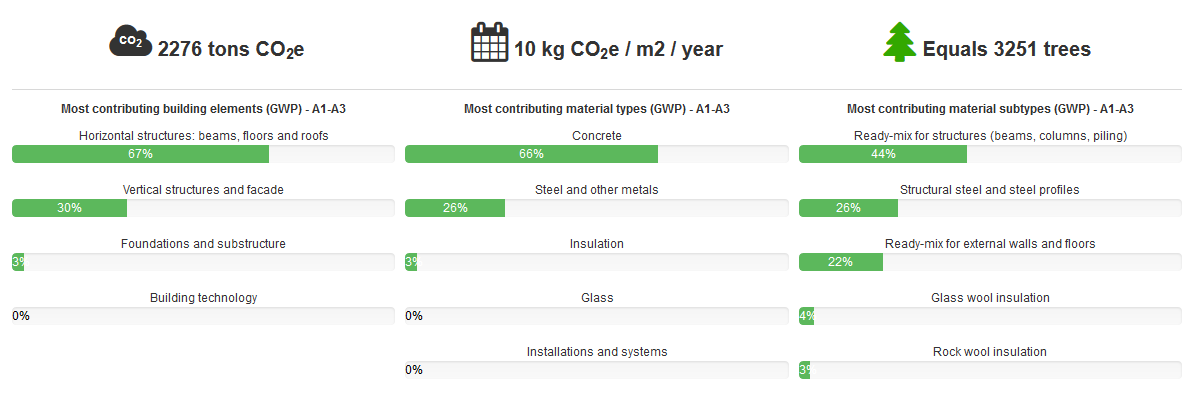 CO2 2276 tons CO2e
10 kg CO2e / m2 / year
Equals 3251 trees
Most contributing building elements (GWP) - A1-A3
Horizontal structures: beams, floors and roofs
67%
Vertical structures and facade
30%
Foundations and substructure
3%
Building technology
0%
Most contributing material types (GWP) - A1-A3
Concrete
66%
Steel and other metals
26%
Insulation
3%
Glass
0%
Installations and systems
0%
Most contributing material subtypes (GWP) - A1-A3
Ready-mix for structures (beams, columns, piling)
44%
Structural steel and steel profiles
26%
Ready-mix for external walls and floors
22%
Glass wool insulation
4%
Rock wool insulation
3%